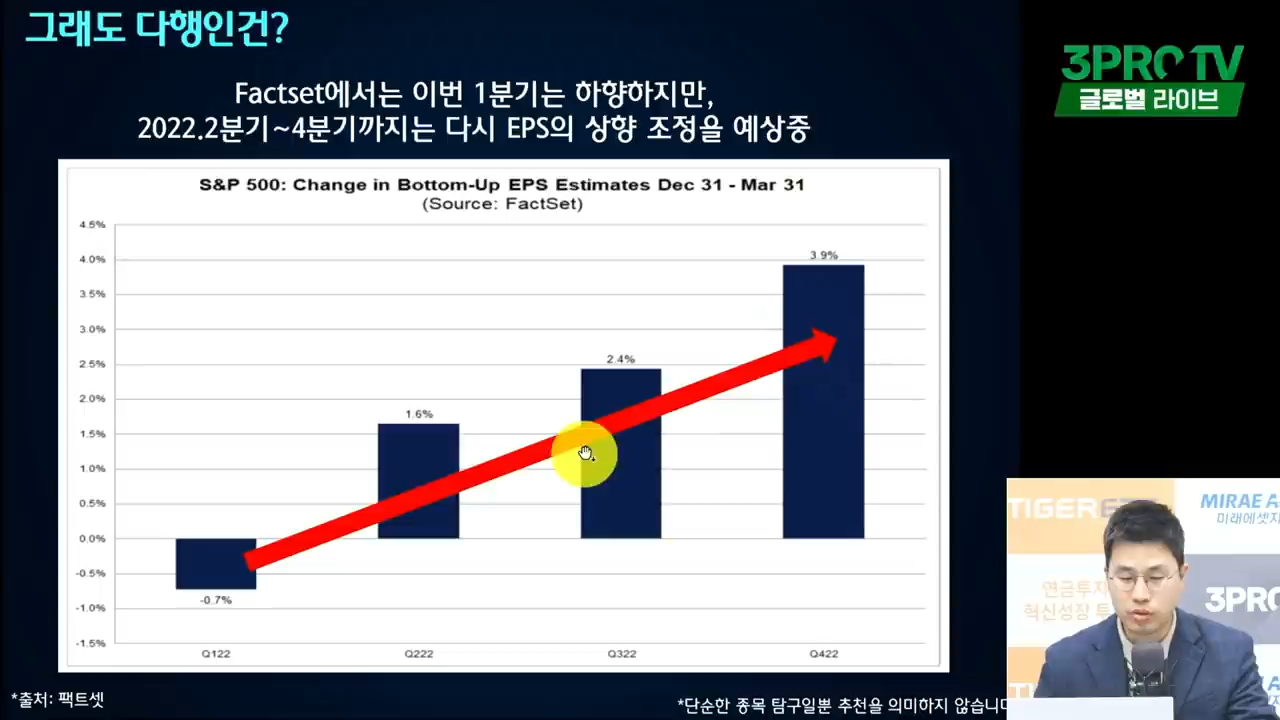 그래도 다행인건?
3PRO TV
글로벌 라이브
Factset에서는 이번 1분기는 하향하지만,
2022.2분기~4분기까지는 다시 EPS의 상향 조정을 예상중
S&P 500: Change in Bottom-Up EPS Estimates Dec 31 - Mar 31
(Source: FactSet)
4.5%
4.0%
3.5%
3.0%
2.5%
2.0%
1.5%
1.0%
0.5%
0.0%
-0.5%
-1.0%
-1.5%
-0.7%
1.6%
2.4%
3.9%
Q122
Q222
Q322
Q422
TIGER
MIRAE A
미래에셋자
연금투자
혁신성장 투
3PRO
*출처: 팩트셋
*단순한 종목 탐구일뿐 추천을 의미하지 않습니다